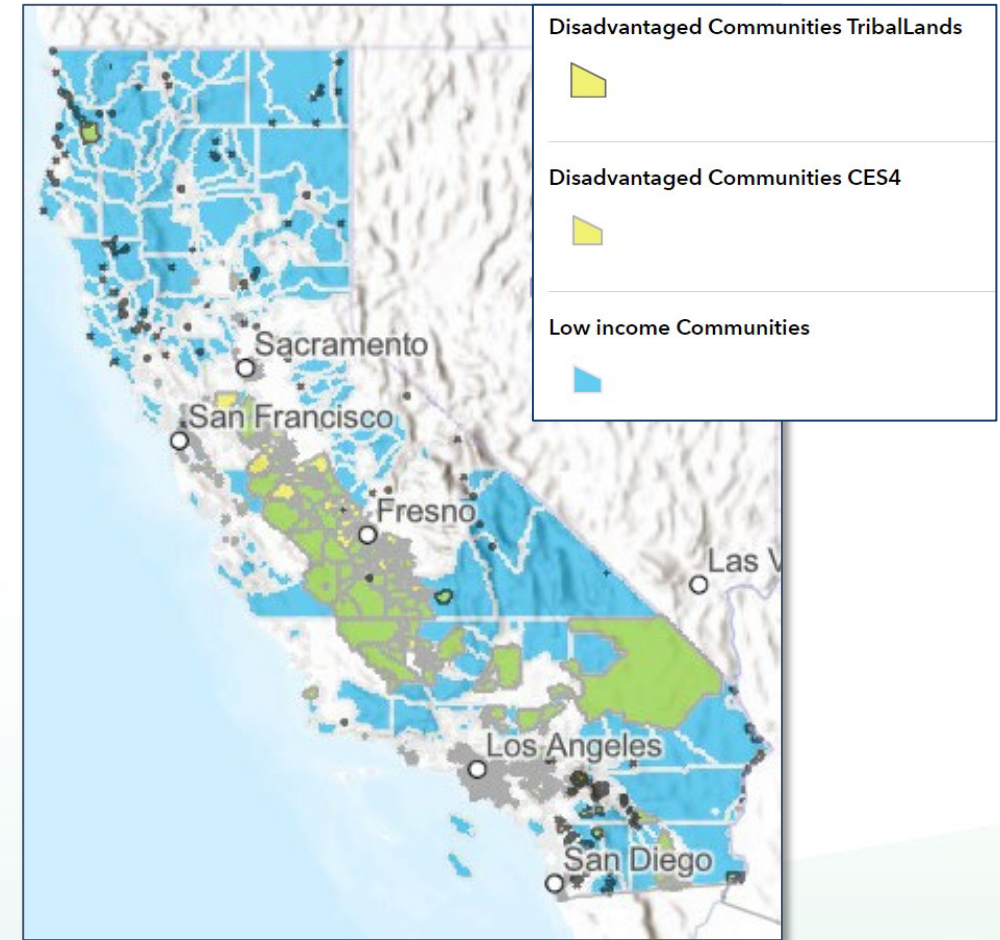 Disadvantaged Communities TribalLands
Disadvantaged Communities CES4
Low income Communities
Sacramento
San Francisco
Fresno
Las V
Los Angeles
San Diego